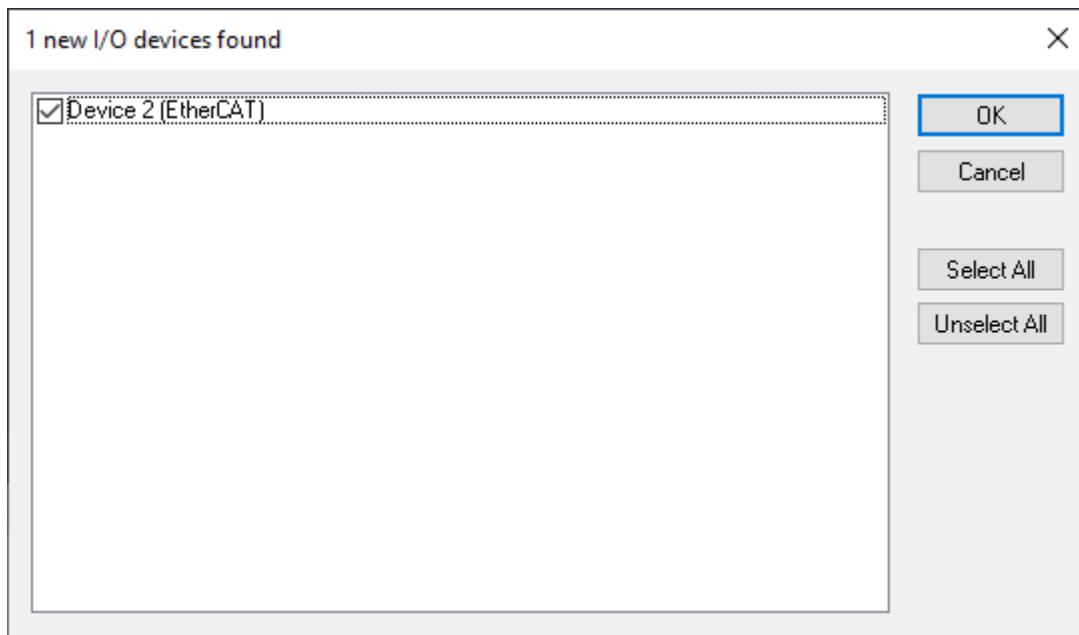 1 new I/O devices found
Device 2 (EtherCAT)
OK
Cancel
Select All
Unselect All